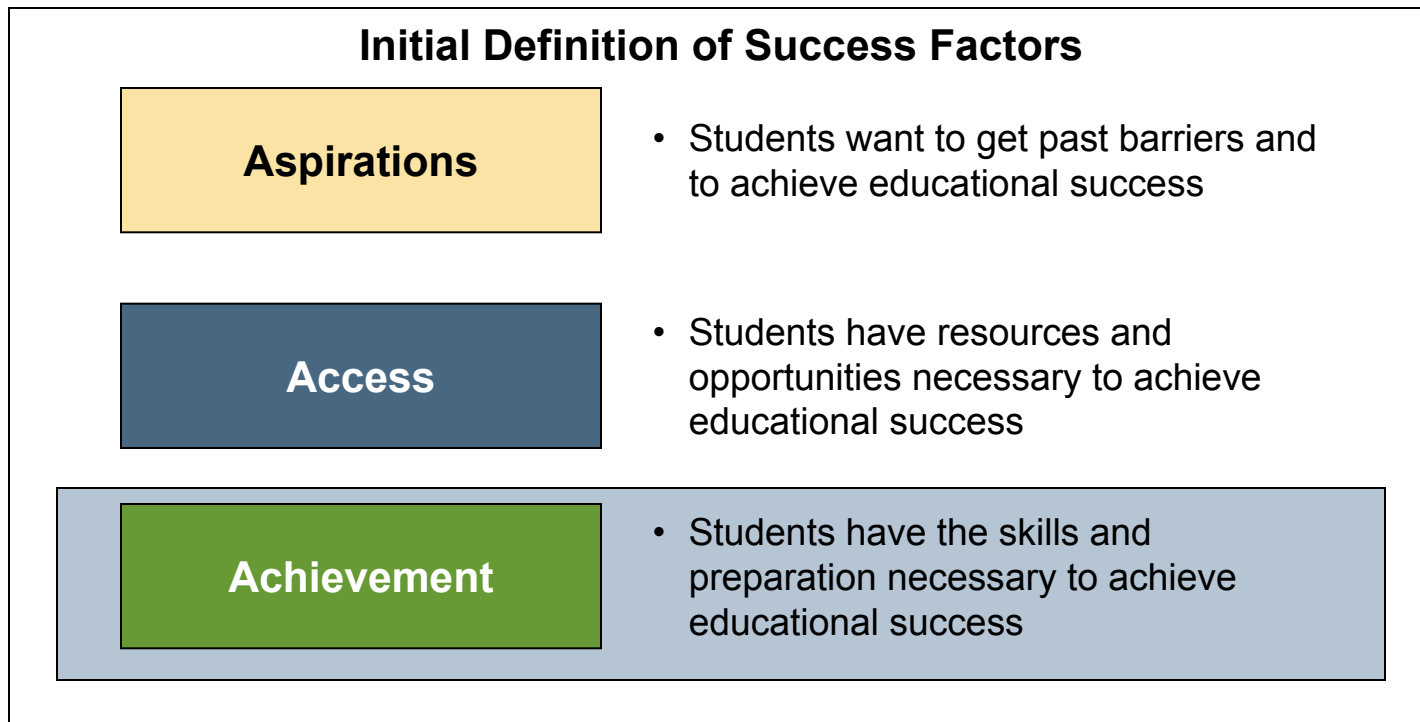 Initial Definition of Success Factors
Aspirations
• Students want to get past barriers and
to achieve educational success
Access
• Students have resources and
opportunities necessary to achieve
educational success
Achievement
• Students have the skills and
preparation necessary to achieve
educational success